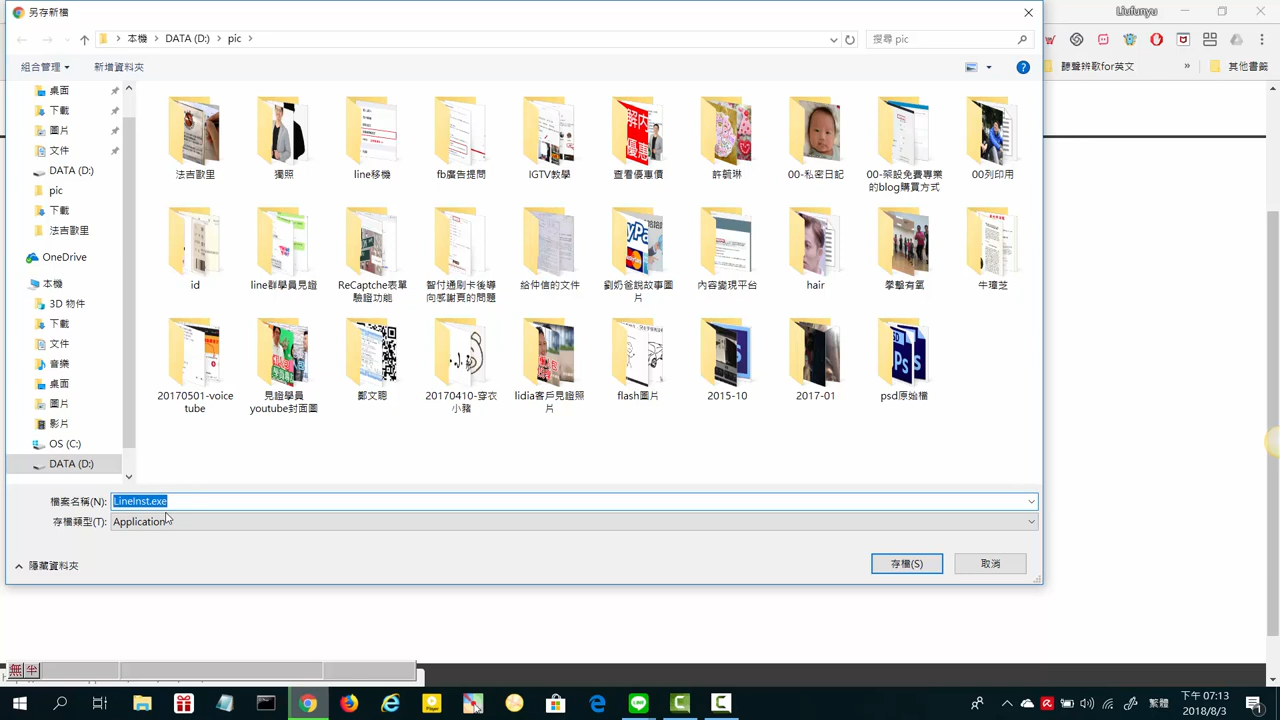 另存新檔
Liufunyu
本機 > DATA (D:) > pic >
搜尋 pic
組合管理
新增資料夾
聽聲辨歌for英文
»
其他書籤
桌面
下載
圖片
文件
DATA (D:)
pic
下載
法吉歐里
OneDrive
本機
3D 物件
下載
文件
音樂
桌面
圖片
影片
OS (C:)
DATA (D:)
法吉歐里
獨照
line移機
fb廣告提問
IGTV教學
查看優惠價
許毓琳
00-私密日記
00-架設免費專業
的blog購買方式
00列印用
id
line群學員見證
ReCaptche表單
驗證功能
智付通刷卡後導
向感謝頁的問題
給仲信的文件
劉奶爸說故事圖
片
內容變現平台
hair
拳擊有氧
牛璋芝
20170501-voice
tube
見證學員
youtube封面圖
鄭文聰
20170410-穿衣
小豬
lidia客戶見證照
片
flash圖片
2015-10
2017-01
psd原始檔
檔案名稱(N):
LineInst.exe
存檔類型(T):
Application
隱藏資料夾
存檔(S)
取消
無 半
繁體
下午 07:13
2018/8/3